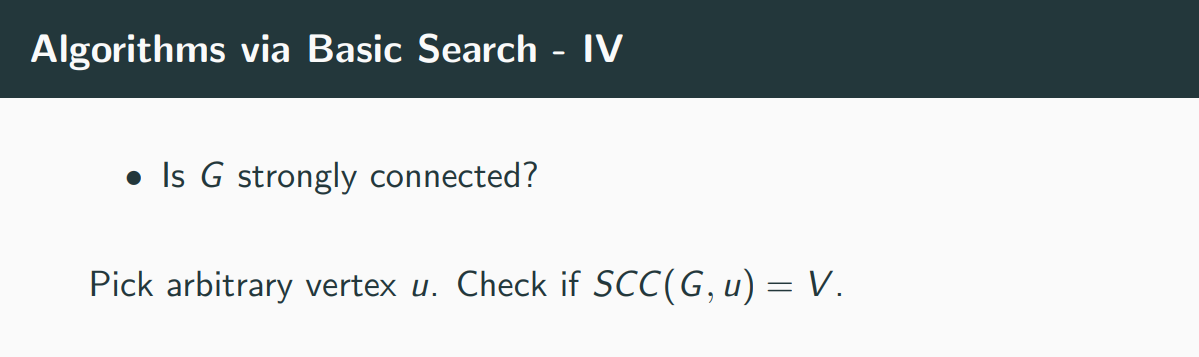 Algorithms via Basic Search - IV
• Is G strongly connected?
Pick arbitrary vertex u. Check if SCC(G, u) = V.